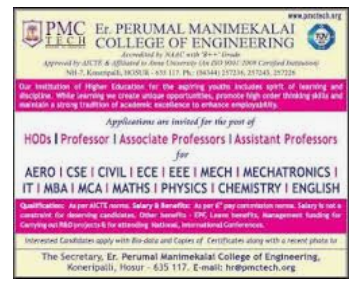 www.pmctech.org
PMC
TECH
Er. PERUMAL MANIMEKALAI
COLLEGE OF ENGINEERING
Accredited by NAAC with "B++" Grade
Approved by AICTE & Affiliated to Anna University (An ISO 9001:2008 Certified Institution)
NH-7, Koneripalli, HOSUR - 635 117. Ph: (04344) 257236, 257245, 257226
Our Institution of Higher Education for the aspiring youths includes spirit of learning and
discipline. While learning we create unique opportunities, promote high order thinking skills and
maintain a strong tradition of academic excellence to enhance employability.
Applications are invited for the post of
HODs I Professor I Associate Professors I Assistant Professors
for
AERO I CSE I CIVIL I ECE I EEE I MECH I MECHATRONICS I
IT I MBA I MCA I MATHS I PHYSICS I CHEMISTRY I ENGLISH
Qualification: As per AICTE norms. Salary & Benefits: As per 6th pay commission norms. Salary is not a
constraint for deserving candidates. Other benefits - EPF, Leave benefits, Management funding for
Carrying out R&D projects & for attending National, International Conferences.
Interested Candidates apply with Bio-data and Copies of Certificates along with a recent photo to
The Secretary, Er. Perumal Manimekalai College of Engineering,
Koneripalli, Hosur - 635 117. E-mail: hr@pmctech.org